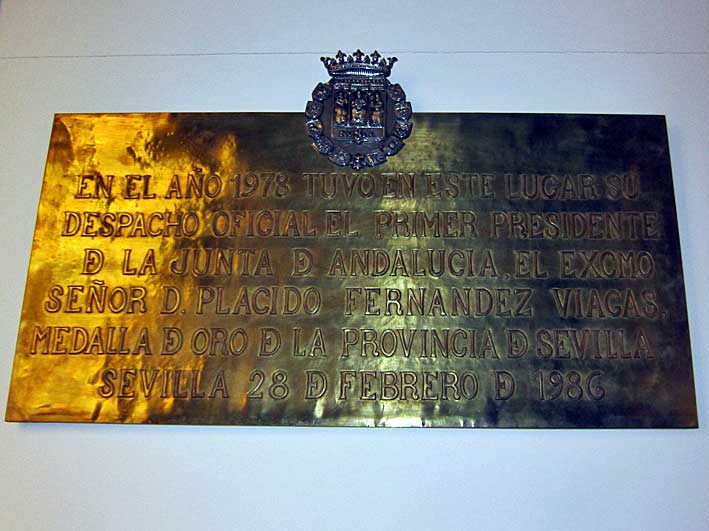 EN EL AÑO 1978 TUVO EN ESTE LUGAR SU
DESPACHO OFICIAL EL PRIMER PRESIDENTE
Đ LA JUNTA Đ ANDALUCIA, EL EXCMO
SEÑOR D. PLACIDO FERNANDEZ VIAGAS,
MEDALLA Đ ORO Đ LA PROVINCIA Đ SEVILLA
SEVILLA 28 Đ FEBRERO Đ 1986